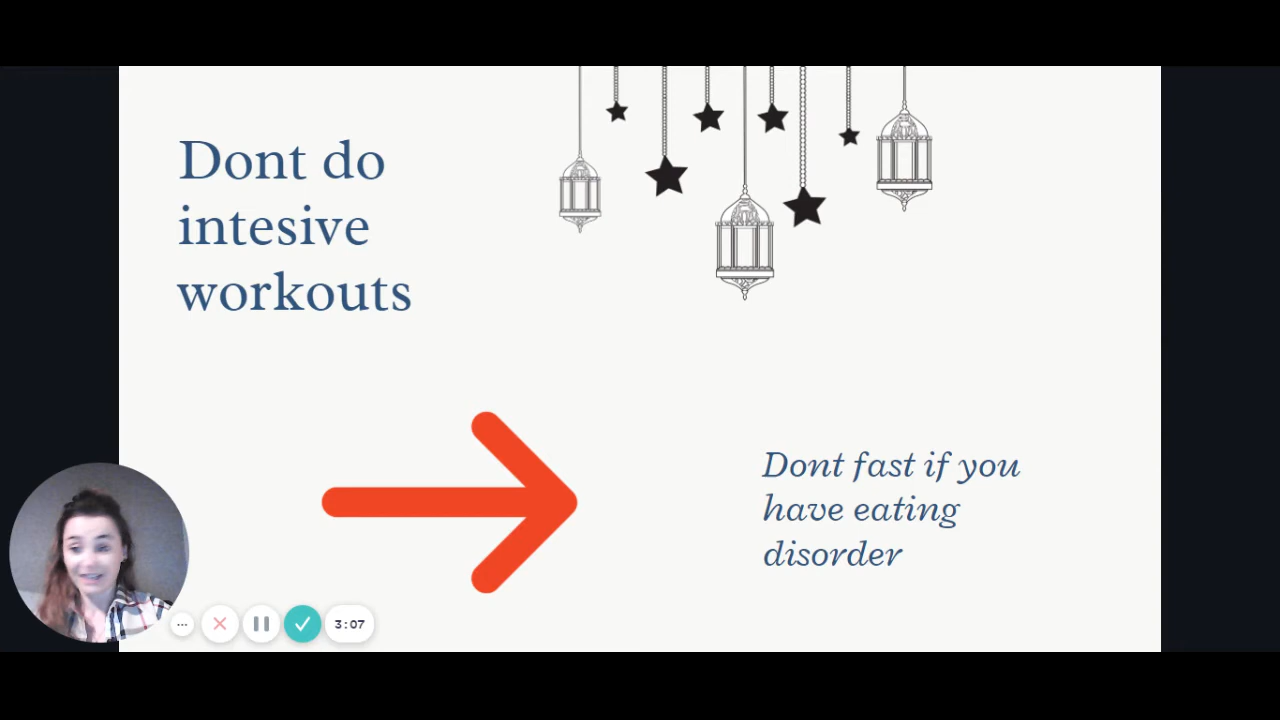 Dont do
intesive
workouts
Dont fast if you
have eating
disorder
3:07